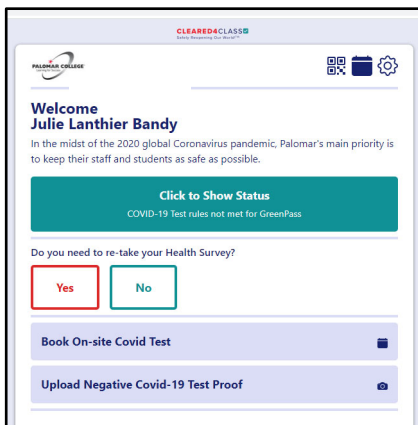 CLEARED4CLASS
Safely Reopening Our World™
PALOMAR COLLEGE
Welcome
Julie Lanthier Bandy
In the midst of the 2020 global Coronavirus pandemic, Palomar's main priority is
to keep their staff and students as safe as possible.
Click to Show Status
COVID-19 Test rules not met for GreenPass
Do you need to re-take your Health Survey?
Yes No
Book On-site Covid Test
Upload Negative Covid-19 Test Proof